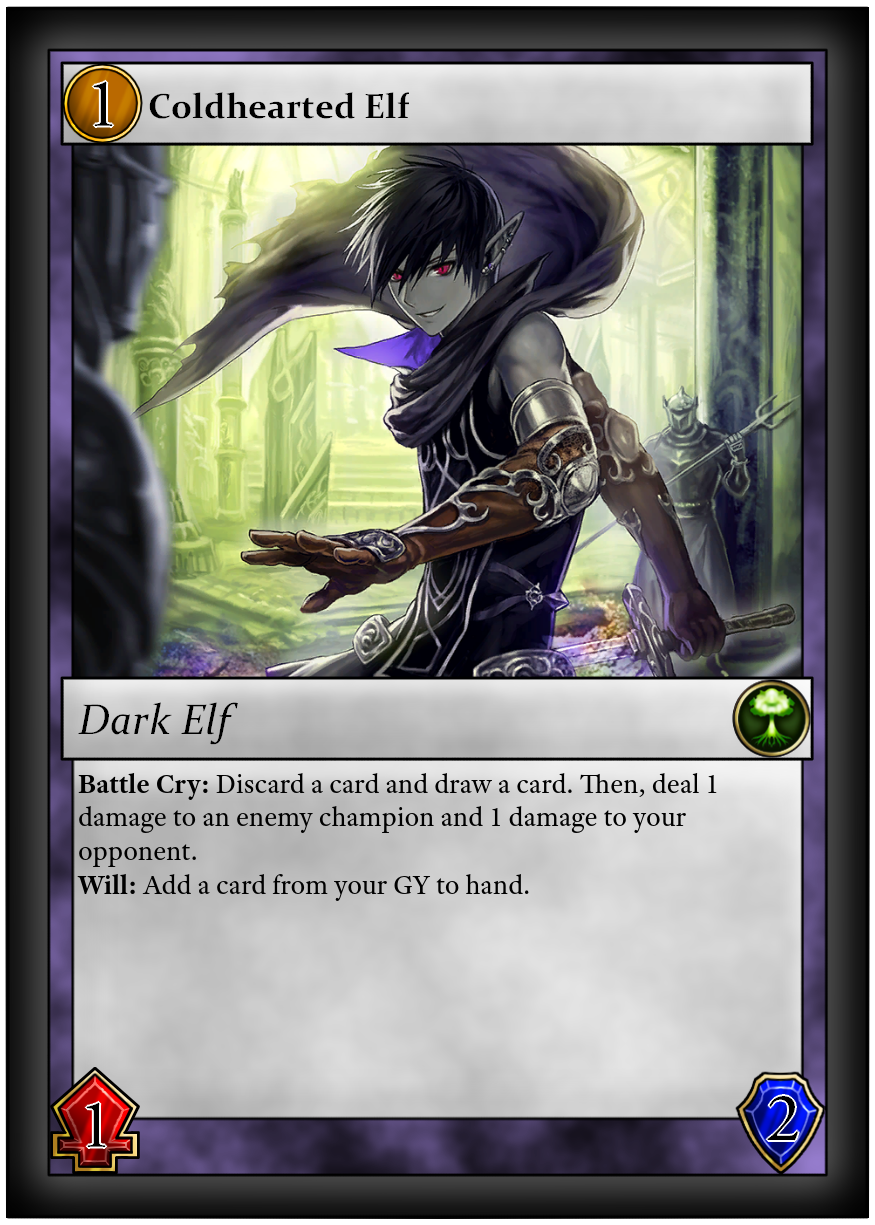 1
Coldhearted Elf
Dark Elf
Battle Cry: Discard a card and draw a card. Then, deal 1
damage to an enemy champion and 1 damage to your
opponent.
Will: Add a card from your GY to hand.
1
2